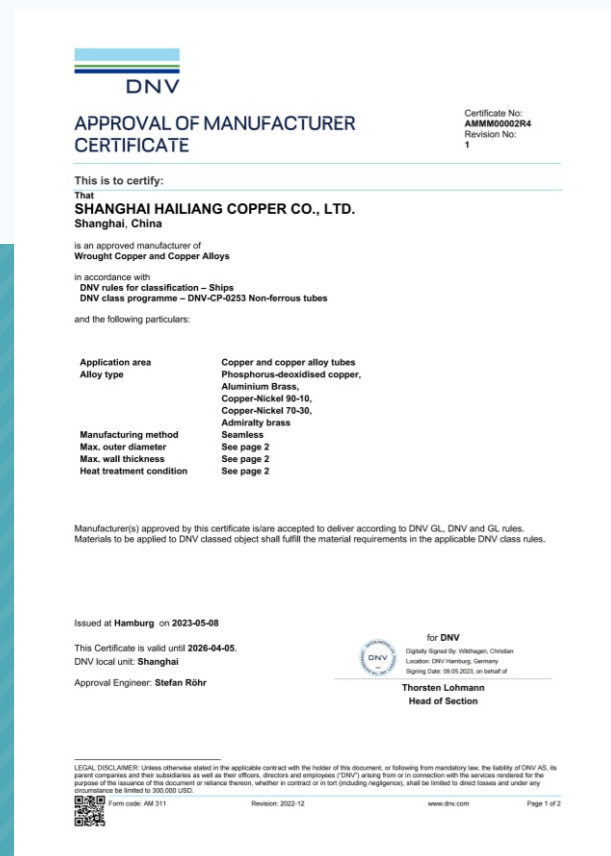 DNV
APPROVAL OF MANUFACTURER
CERTIFICATE
Certificate No:
AMMM00002R4
Revision No:
1
This is to certify:
That
SHANGHAI HAILIANG COPPER CO., LTD.
Shanghai, China
is an approved manufacturer of
Wrought Copper and Copper Alloys
in accordance with
DNV rules for classification – Ships
DNV class programme – DNV-CP-0253 Non-ferrous tubes
and the following particulars:
Application area Copper and copper alloy tubes
Alloy type Phosphorus-deoxidised copper,
Aluminium Brass,
Copper-Nickel 90-10,
Copper-Nickel 70-30,
Admiralty brass
Manufacturing method Seamless
Max. outer diameter See page 2
Max. wall thickness See page 2
Heat treatment condition See page 2
Manufacturer(s) approved by this certificate is/are accepted to deliver according to DNV GL, DNV and GL rules.
Materials to be applied to DNV classed object shall fulfill the material requirements in the applicable DNV class rules.
Issued at Hamburg on 2023-05-08
This Certificate is valid until 2026-04-05.
DNV local unit: Shanghai
Approval Engineer: Stefan Röhr
for DNV
DNV
Digitally Signed By: Wildhagen, Christian
Location: DNV Hamburg, Germany
Signing Date: 09.05.2023, on behalf of
Thorsten Lohmann
Head of Section
LEGAL DISCLAIMER: Unless otherwise stated in the applicable contract with the holder of this document, or following from mandatory law, the liability of DNV AS, its
parent companies and their subsidiaries as well as their officers, directors and employees ("DNV") arising from or in connection with the services rendered for the
purpose of the issuance of this document or reliance thereon, whether in contract or in tort (including negligence), shall be limited to direct losses and under any
circumstance be limited to 300,000 USD.
Form code: AM 311 Revision: 2022-12 www.dnv.com Page 1 of 2